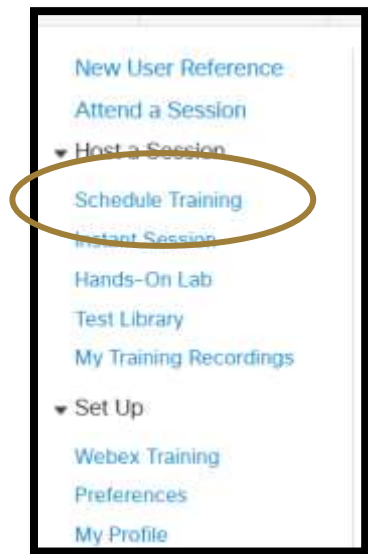 New User Reference
Attend a Session
Host a Session
Schedule Training
Instant Session
Hands-On Lab
Test Library
My Training Recordings
Set Up
Webex Training
Preferences
My Profile